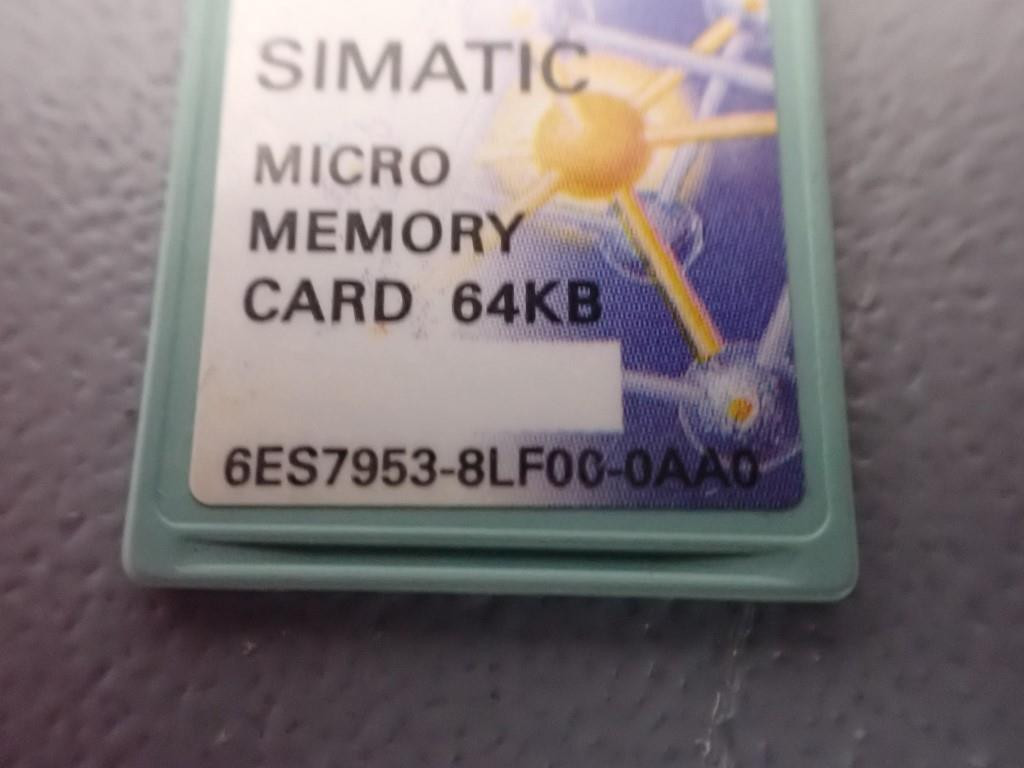 SIMATIC
MICRO
MEMORY
CARD 64KB
6ES7953-8LF00-0AA0